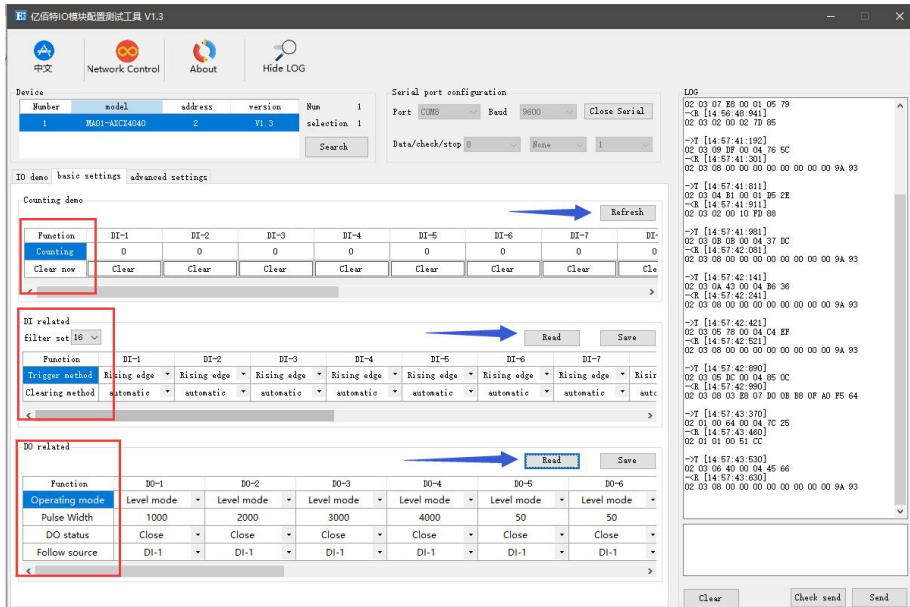 亿佰特IO模块配置测试工具 V1.3
中文 Network Control About Hide LOG
Device
Number model address version
1 MA01-AXCX4040 2 V1.3
Num 1
selection 1
Search
Serial port configuration
Port COM8 Baud 9600 Close Serial
Data/check/stop 8 None 1
IO demo basic settings advanced settings
Counting demo
Refresh
Function DI-1 DI-2 DI-3 DI-4 DI-5 DI-6 DI-7 DI-
Counting 0 0 0 0 0 0 0 0
Clear now Clear Clear Clear Clear Clear Clear Clear Cle
DI related
filter set 16 Read Save
Function DI-1 DI-2 DI-3 DI-4 DI-5 DI-6 DI-7
Trigger method Rising edge Rising edge Rising edge Rising edge Rising edge Rising edge Rising edge Risin
Clearing method automatic automatic automatic automatic automatic automatic automatic autc
DO related
Read Save
Function DO-1 DO-2 DO-3 DO-4 DO-5 DO-6
Operating mode Level mode Level mode Level mode Level mode Level mode Level mode
Pulse Width 1000 2000 3000 4000 50 50
DO status Close Close Close Close Close Close
Follow source DI-1 DI-1 DI-1 DI-1 DI-1 DI-1
LOG
02 03 07 E8 00 01 05 79
-<R [14:56:48:941]
02 03 02 00 02 7D 85
->T [14:57:41:192]
02 03 09 DF 00 04 76 5C
-<R [14:57:41:301]
02 03 08 00 00 00 00 00 00 00 00 9A 93
->T [14:57:41:811]
02 03 04 B1 00 01 D5 2E
-<R [14:57:41:911]
02 03 02 00 10 FD 88
->T [14:57:41:981]
02 03 0B 0B 00 04 37 DC
-<R [14:57:42:081]
02 03 08 00 00 00 00 00 00 00 00 9A 93
->T [14:57:42:141]
02 03 0A 43 00 04 B6 36
-<R [14:57:42:241]
02 03 08 00 00 00 00 00 00 00 00 9A 93
->T [14:57:42:421]
02 03 05 78 00 04 C4 EF
-<R [14:57:42:521]
02 03 08 00 00 00 00 00 00 00 00 9A 93
->T [14:57:42:890]
02 03 05 DC 00 04 85 0C
-<R [14:57:42:990]
02 03 08 03 E8 07 D0 0B B8 0F A0 F5 64
->T [14:57:43:370]
02 01 00 64 00 04 7C 25
-<R [14:57:43:460]
02 01 01 00 51 CC
->T [14:57:43:530]
02 03 06 40 00 04 45 66
-<R [14:57:43:630]
02 03 08 00 00 00 00 00 00 00 00 9A 93
Clear Check send Send